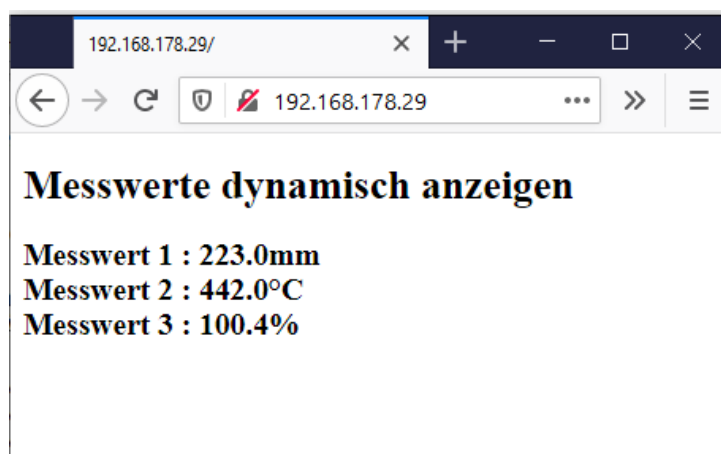 192.168.178.29/
192.168.178.29
Messwerte dynamisch anzeigen
Messwert 1 : 223.0mm
Messwert 2 : 442.0°C
Messwert 3 : 100.4%